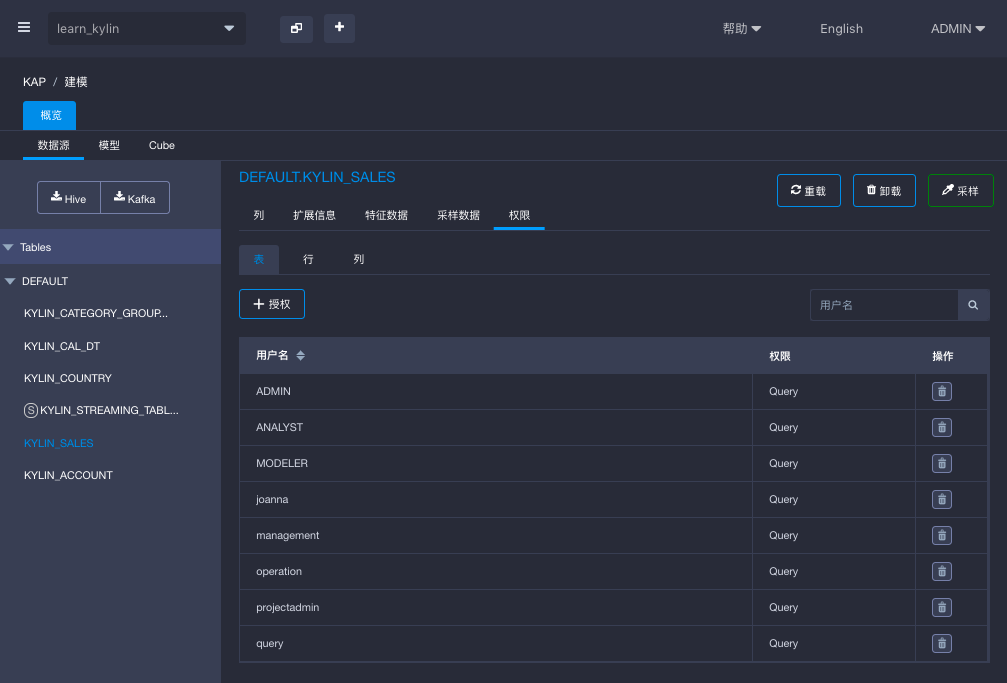 learn_kylin
帮助
English
ADMIN
KAP / 建模
概览
数据源 模型 Cube
Hive Kafka
Tables
DEFAULT
KYLIN_CATEGORY_GROUP...
KYLIN_CAL_DT
KYLIN_COUNTRY
S KYLIN_STREAMING_TABL...
KYLIN_SALES
KYLIN_ACCOUNT
DEFAULT.KYLIN_SALES
重载 卸载 采样
列 扩展信息 特征数据 采样数据 权限
表 行 列
+ 授权
用户名
用户名 权限 操作
ADMIN Query
ANALYST Query
MODELER Query
joanna Query
management Query
operation Query
projectadmin Query
query Query